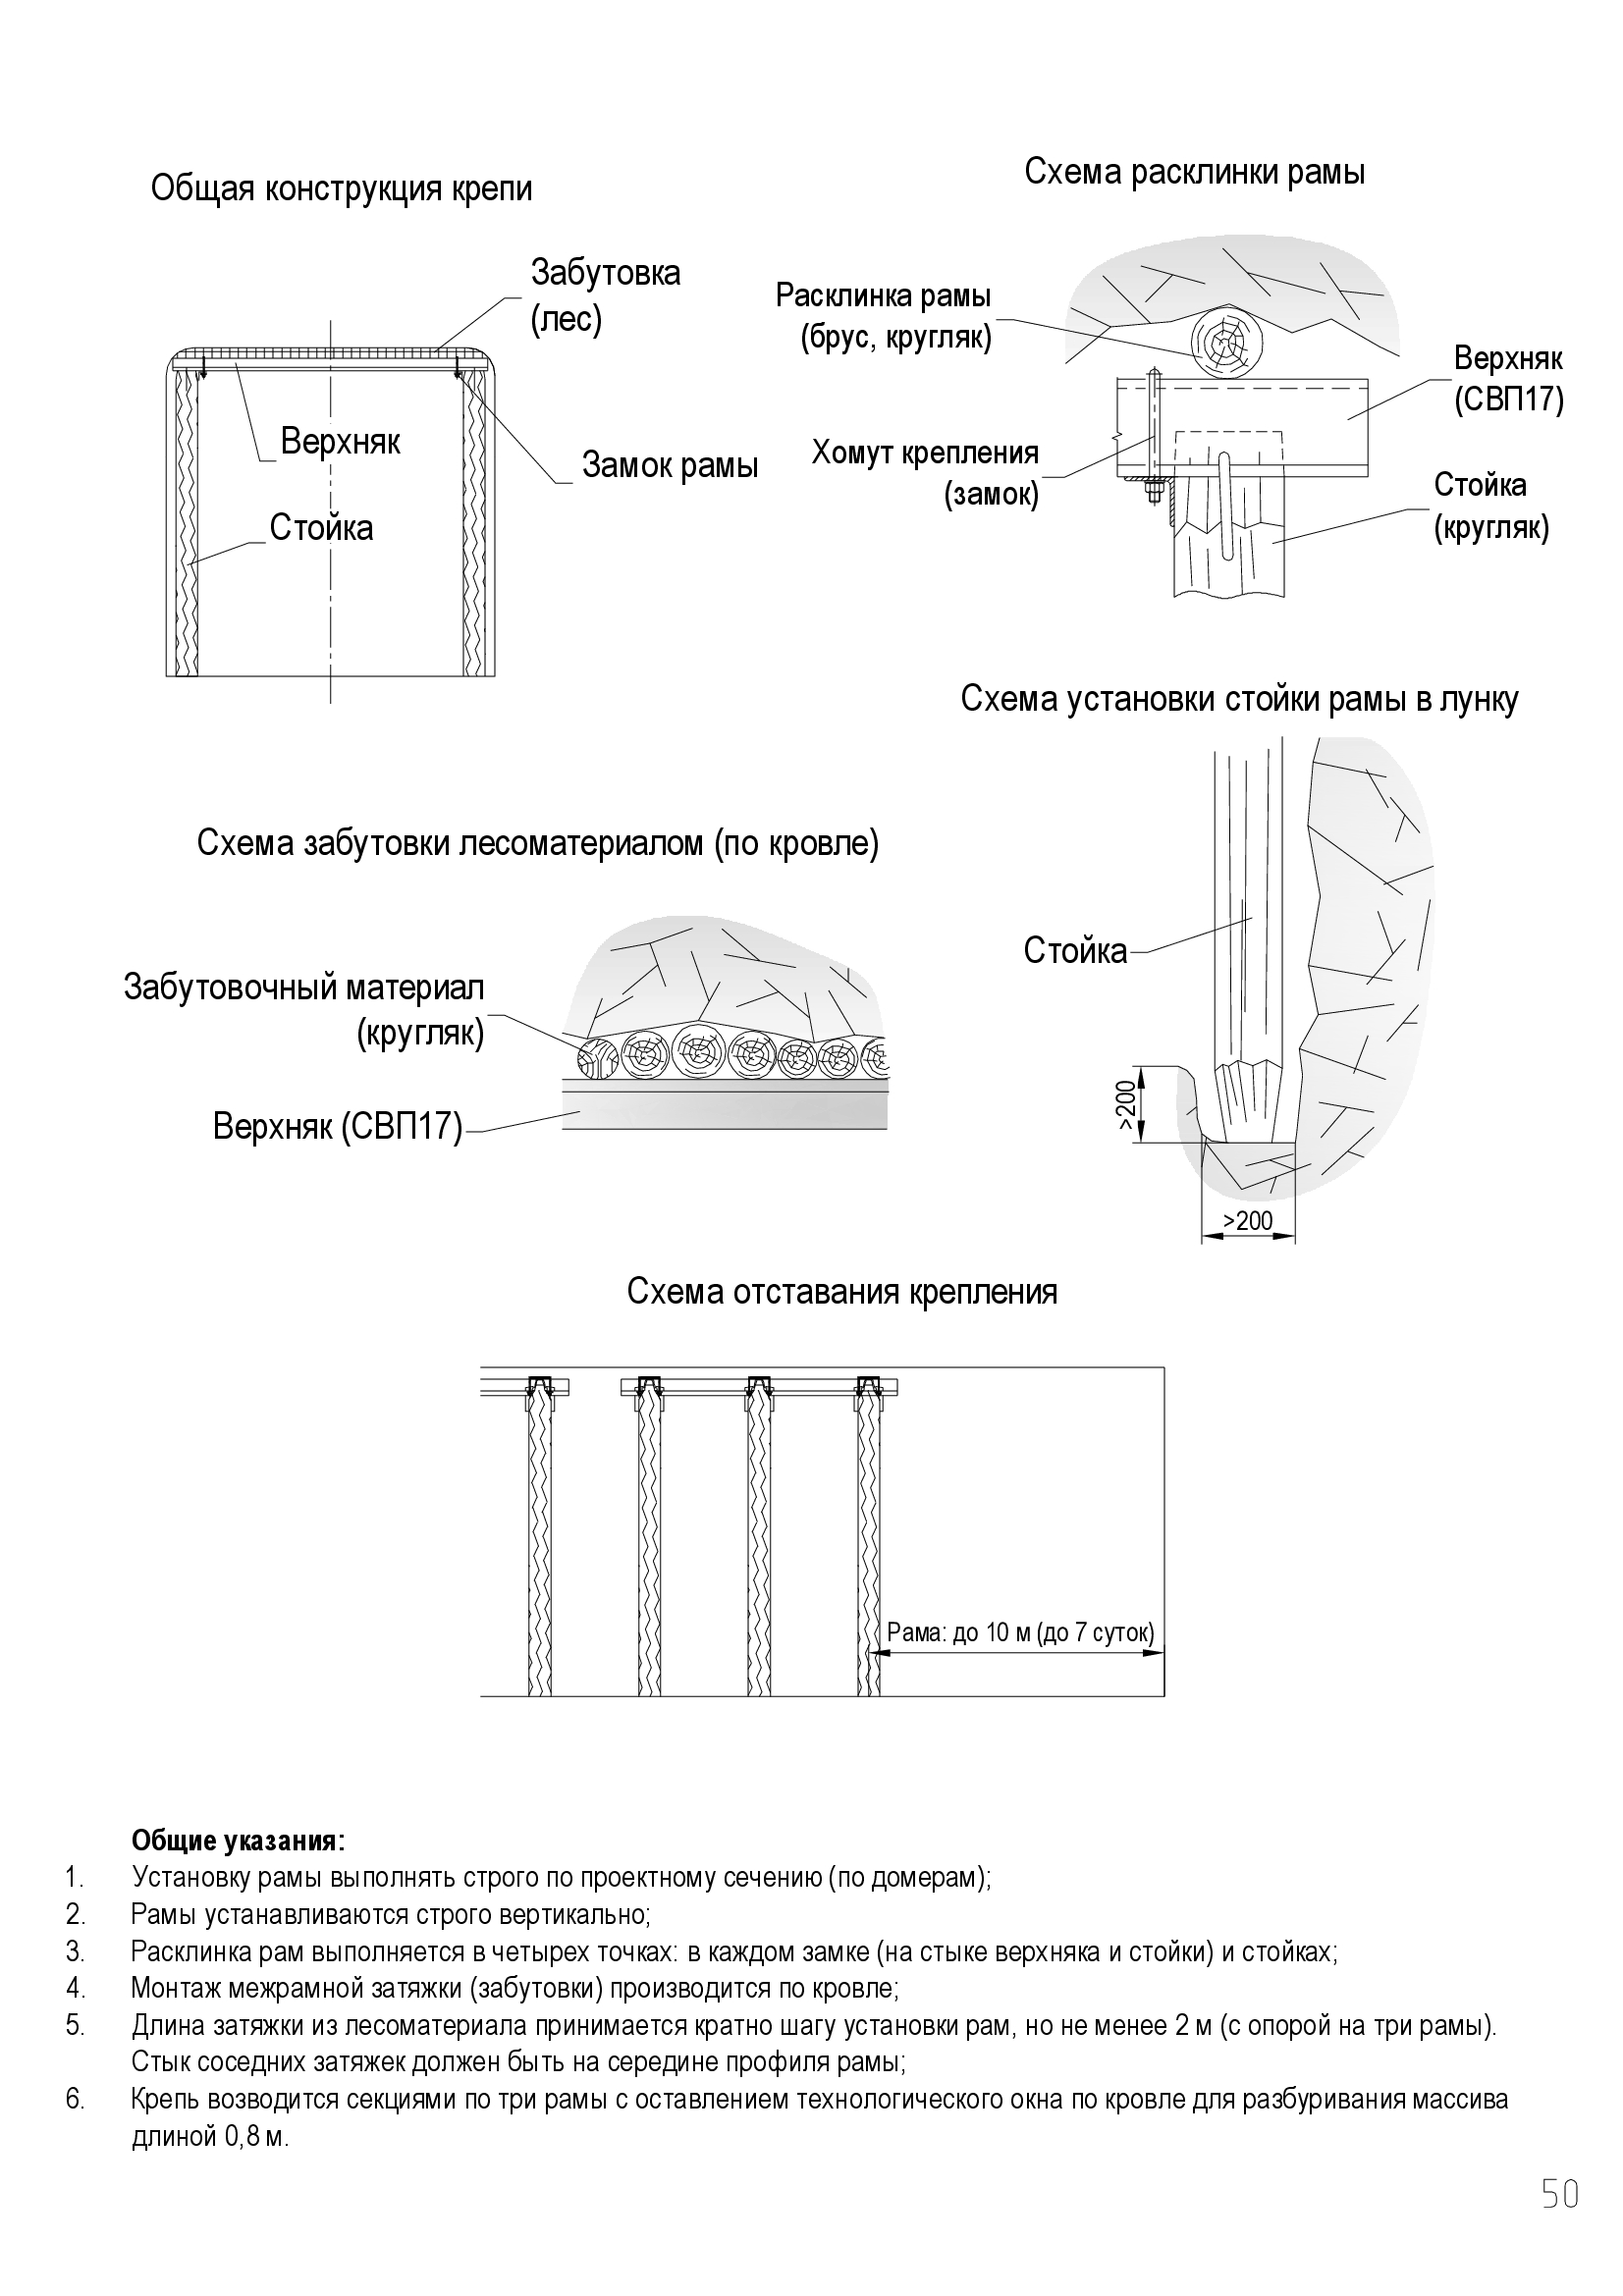 Общая конструкция крепи
Забутовка
(лес)
Верхняк
Замок рамы
Стойка
Схема расклинки рамы
Расклинка рамы
(брус, кругляк)
Верхняк
(СВП17)
Хомут крепления
(замок)
Стойка
(кругляк)
Схема установки стойки рамы в лунку
Стойка
>200
>200
Схема забутовки лесоматериалом (по кровле)
Забутовочный материал
(кругляк)
Верхняк (СВП17)
Схема отставания крепления
Рама: до 10 м (до 7 суток)
Общие указания:
1. Установку рамы выполнять строго по проектному сечению (по домерам);
2. Рамы устанавливаются строго вертикально;
3. Расклинка рам выполняется в четырех точках: в каждом замке (на стыке верхняка и стойки) и стойках;
4. Монтаж межрамной затяжки (забутовки) производится по кровле;
5. Длина затяжки из лесоматериала принимается кратно шагу установки рам, но не менее 2 м (с опорой на три рамы).
Стык соседних затяжек должен быть на середине профиля рамы;
6. Крепь возводится секциями по три рамы с оставлением технологического окна по кровле для разбуривания массива
длиной 0,8 м.
50